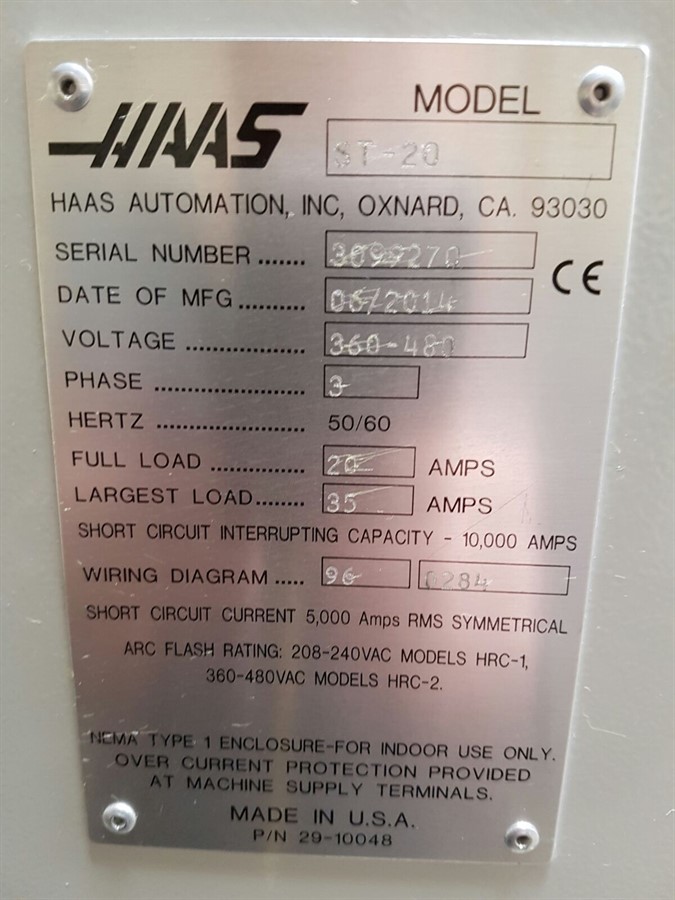 HAAS
MODEL
ST-20
HAAS AUTOMATION, INC, OXNARD, CA. 93030
SERIAL NUMBER ....... 3099270
CE
DATE OF MFG .......... 06/2014
VOLTAGE .................. 360-480
PHASE ...................... 3
HERTZ ...................... 50/60
FULL LOAD .............. 20 AMPS
LARGEST LOAD........ 35 AMPS
SHORT CIRCUIT INTERRUPTING CAPACITY - 10,000 AMPS
WIRING DIAGRAM ..... 96 0284
SHORT CIRCUIT CURRENT 5,000 Amps RMS SYMMETRICAL
ARC FLASH RATING: 208-240VAC MODELS HRC-1,
360-480VAC MODELS HRC-2.
NEMA TYPE 1 ENCLOSURE-FOR INDOOR USE ONLY.
OVER CURRENT PROTECTION PROVIDED
AT MACHINE SUPPLY TERMINALS.
MADE IN U.S.A.
P/N 29-10048